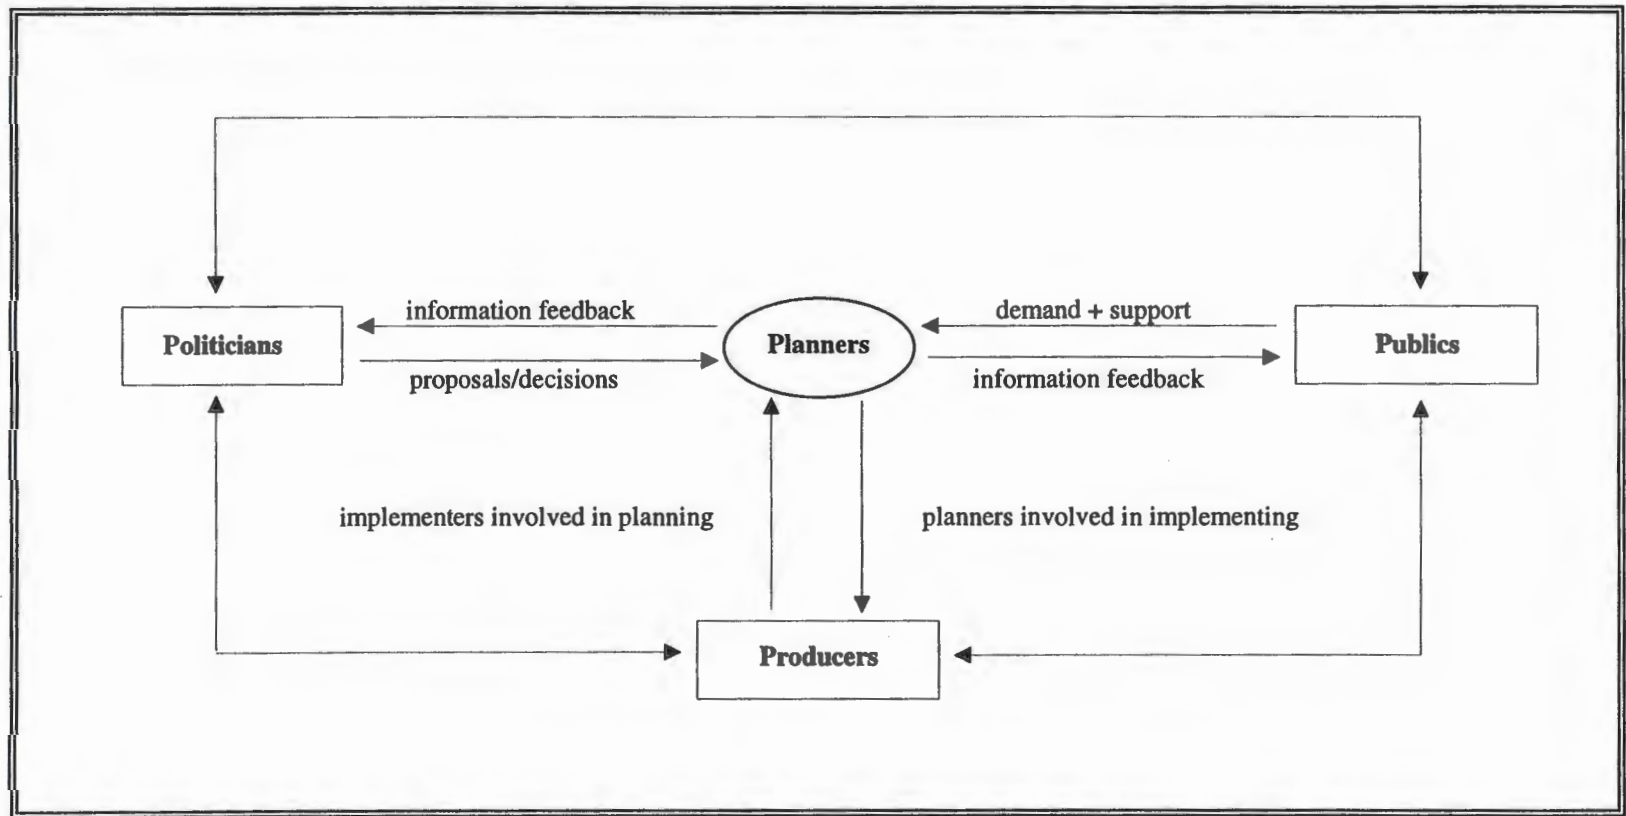 information feedback
demand + support
Politicians
Planners
Publics
proposals/decisions
information feedback
implementers involved in planning
planners involved in implementing
Producers